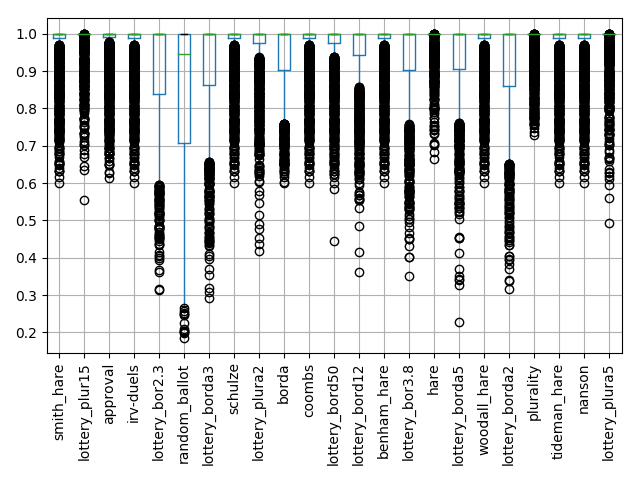 1.0
0.9
0.8
0.7
0.6
0.5
0.4
0.3
0.2
smith_hare
lottery_plur15
approval
irv-duels
lottery_bor2.3
random_ballot
lottery_borda3
schulze
lottery_plura2
borda
coombs
lottery_bord50
lottery_bord12
benham_hare
lottery_bor3.8
hare
lottery_borda5
woodall_hare
lottery_borda2
plurality
tideman_hare
nanson
lottery_plura5